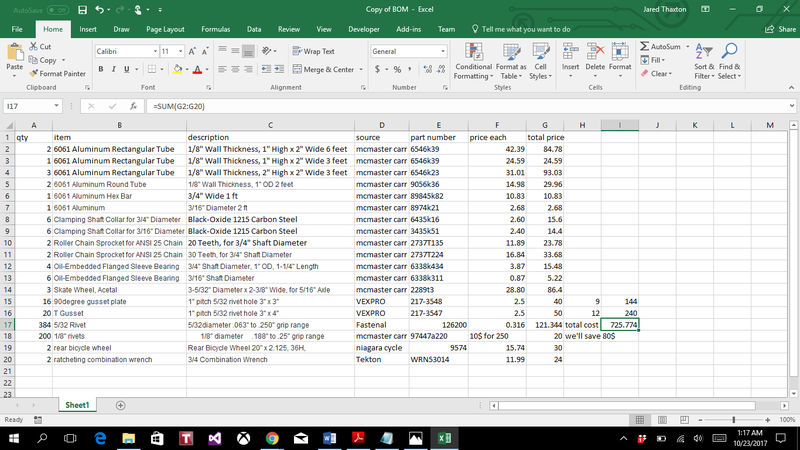 AutoSave Off
Copy of BOM - Excel
Jared Thaxton
File Home Insert Draw Page Layout Formulas Data Review View Developer Add-ins Team Tell me what you want to do Share
Cut
Copy
Format Painter
Paste
Clipboard
Calibri 11
B I U
Font
Wrap Text
Merge & Center
Alignment
General
$ % ,
Number
Conditional Formatting
Format as Table
Cell Styles
Styles
Insert Delete Format
Cells
AutoSum
Fill
Clear
Sort & Filter
Find & Select
Editing
I17 fx =SUM(G2:G20)
A B C D E F G H I J K L M
1 qty item description source part number price each total price
2 2 6061 Aluminum Rectangular Tube 1/8" Wall Thickness, 1" High x 2" Wide 6 feet mcmaster carr 6546k39 42.39 84.78
3 1 6061 Aluminum Rectangular Tube 1/8" Wall Thickness, 1" High x 2" Wide 3 feet mcmaster carr 6546k39 24.59 24.59
4 3 6061 Aluminum Rectangular Tube 1/8" Wall Thickness, 2" High x 2" Wide 3 feet mcmaster carr 6546k23 31.01 93.03
5 2 6061 Aluminum Round Tube 1/8" Wall Thickness, 1" OD 2 feet mcmaster carr 9056k36 14.98 29.96
6 1 6061 Aluminum Hex Bar 3/4" Wide 1 ft mcmaster carr 89845k82 10.83 10.83
7 1 6061 Aluminum 3/16" Diameter 2 ft mcmaster carr 8974k21 2.68 2.68
8 6 Clamping Shaft Collar for 3/4" Diameter Black-Oxide 1215 Carbon Steel mcmaster carr 6435k16 2.60 15.6
9 6 Clamping Shaft Collar for 3/16" Diameter Black-Oxide 1215 Carbon Steel mcmaster carr 3435k51 2.40 14.4
10 2 Roller Chain Sprocket for ANSI 25 Chain 20 Teeth, for 3/4" Shaft Diameter mcmaster carr 2737T135 11.89 23.78
11 2 Roller Chain Sprocket for ANSI 25 Chain 30 Teeth, for 3/4" Shaft Diameter mcmaster carr 2737T224 16.84 33.68
12 4 Oil-Embedded Flanged Sleeve Bearing 3/4" Shaft Diameter, 1" OD, 1-1/4" Length mcmaster carr 6338k434 3.87 15.48
13 6 Oil-Embedded Flanged Sleeve Bearing 3/16" Shaft Diameter mcmaster carr 6338k311 0.87 5.22
14 3 Skate Wheel, Acetal 3-5/32" Diameter x 2-3/8" Wide, for 5/16" Axle mcmaster carr 2289t3 28.80 86.4
15 16 90degree gusset plate 1" pitch 5/32 rivet hole 3" x 3" VEXPRO 217-3548 2.5 40 9 144
16 20 T Gusset 1" pitch 5/32 rivet hole 3" x 4" VEXPRO 217-3547 2.5 50 12 240
17 384 5/32 Rivet 5/32diameter .063" to .250" grip range Fastenal 126200 0.316 121.344 total cost 725.774
18 200 1/8" rivets 1/8" diameter .188" to .25" grip range mcmaster carr 97447a220 10$ for 250 20 we'll save 80$
19 2 rear bicycle wheel Rear Bicycle Wheel 20" x 2.125, 36H, niagara cycle 9574 15.74 30
20 2 ratcheting combination wrench 3/4 Combination Wrench Tekton WRN53014 11.99 24
21
22
23
Sheet1
Ready 100%
1:17 AM
10/23/2017